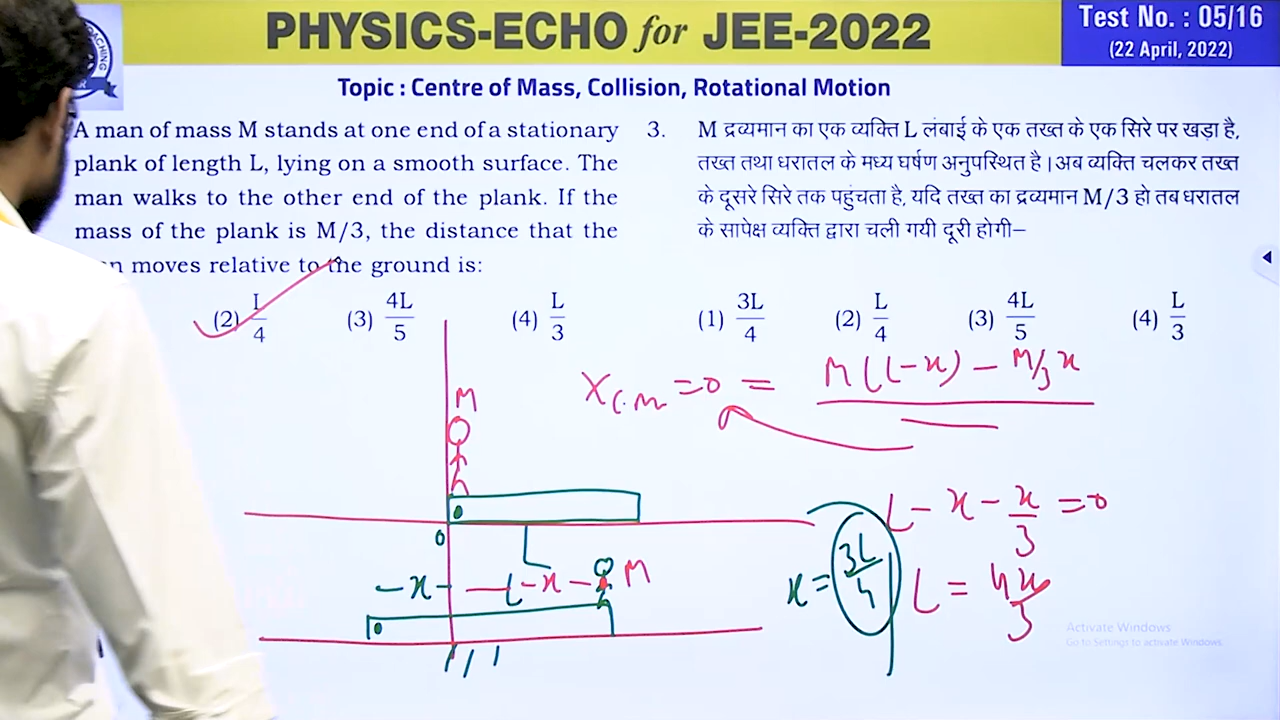 PHYSICS-ECHO for JEE-2022
Test No. : 05/16
(22 April, 2022)
Topic : Centre of Mass, Collision, Rotational Motion
A man of mass M stands at one end of a stationary
plank of length L, lying on a smooth surface. The
man walks to the other end of the plank. If the
mass of the plank is M/3, the distance that the
moves relative to the ground is:
(2) L/4 (3) 4L/5 (4) L/3
3. M द्रव्यमान का एक व्यक्ति L लंबाई के एक तख्त के एक सिरे पर खड़ा है,
तख्त तथा धरातल के मध्य घर्षण अनुपस्थित है। अब व्यक्ति चलकर तख्त
के दूसरे सिरे तक पहुंचता है, यदि तख्त का द्रव्यमान M/3 हो तब धरातल
के सापेक्ष व्यक्ति द्वारा चली गयी दूरी होगी–
(1) 3L/4 (2) L/4 (3) 4L/5 (4) L/3
X C.M = 0 = M(L-x) - M/3 x
M
0
L - x - x/3 = 0
-x- L-x- M
x = 3L/4
L = 4x/3
Activate Windows
Go to Settings to activate Windows.